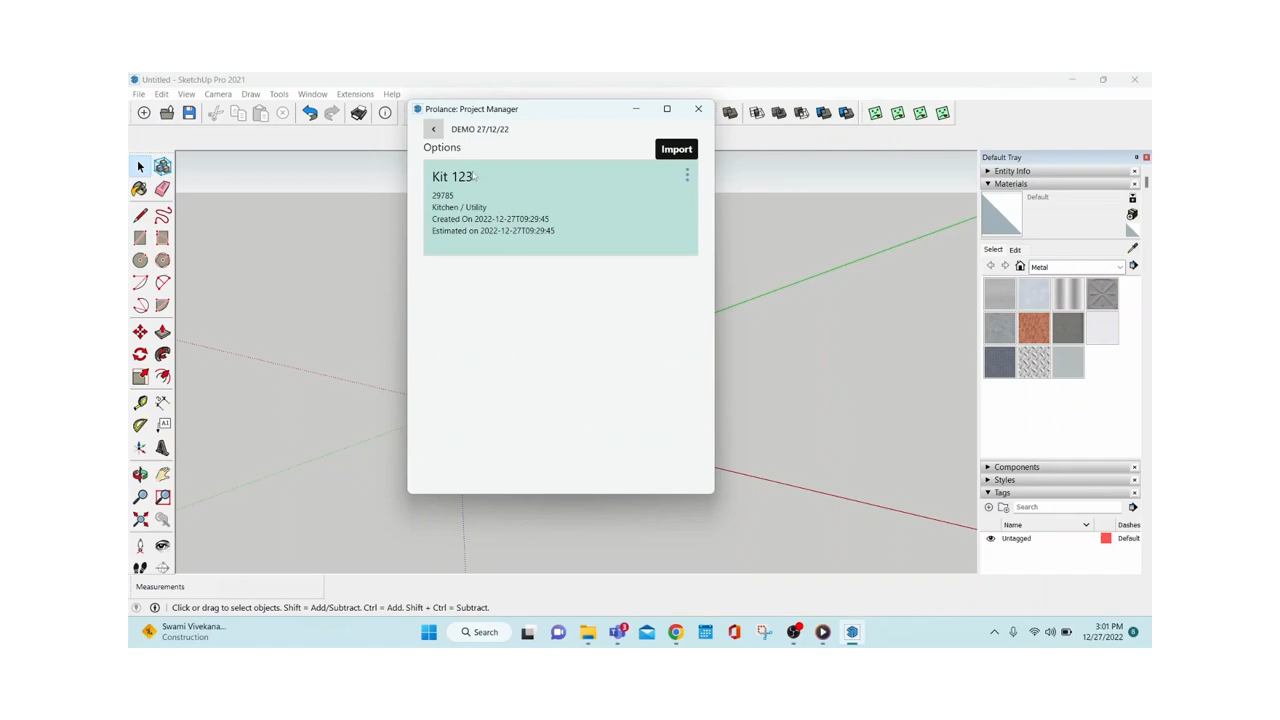 Untitled - SketchUp Pro 2021
File Edit View Camera Draw Tools Window Extensions Help
Prolance: Project Manager
DEMO 27/12/22
Options
Import
Kit 123
29785
Kitchen / Utility
Created On 2022-12-27T09:29:45
Estimated on 2022-12-27T09:29:45
Default Tray
Entity Info
Materials
Default
Select Edit
Metal
Components
Styles
Tags
Search
Name Dashes
Untagged Default
A1
Measurements
Click or drag to select objects. Shift = Add/Subtract. Ctrl = Add. Shift + Ctrl = Subtract.
Swami Vivekana...
Construction
Search
3
3:01 PM
12/27/2022
8